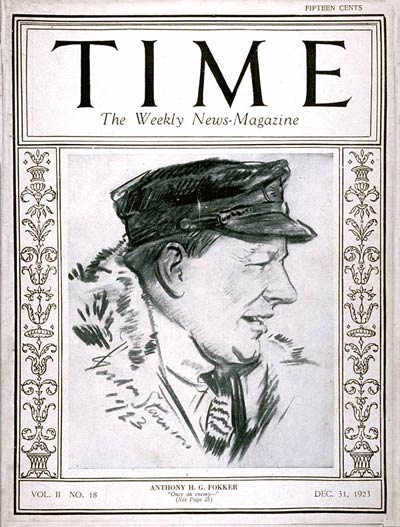 FIFTEEN CENTS
TIME
The Weekly News-Magazine
1923
ANTHONY H. G. FOKKER
"Once an enemy—"
(See Page 25)
VOL. II NO. 18
DEC. 31, 1923